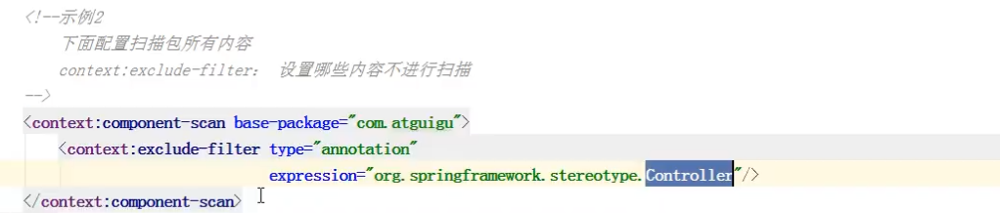 <!--示例2
下面配置扫描包所有内容
context:exclude-filter： 设置哪些内容不进行扫描
-->
<context:component-scan base-package="com.atguigu">
<context:exclude-filter type="annotation"
expression="org.springframework.stereotype.Controller"/>
</context:component-scan>